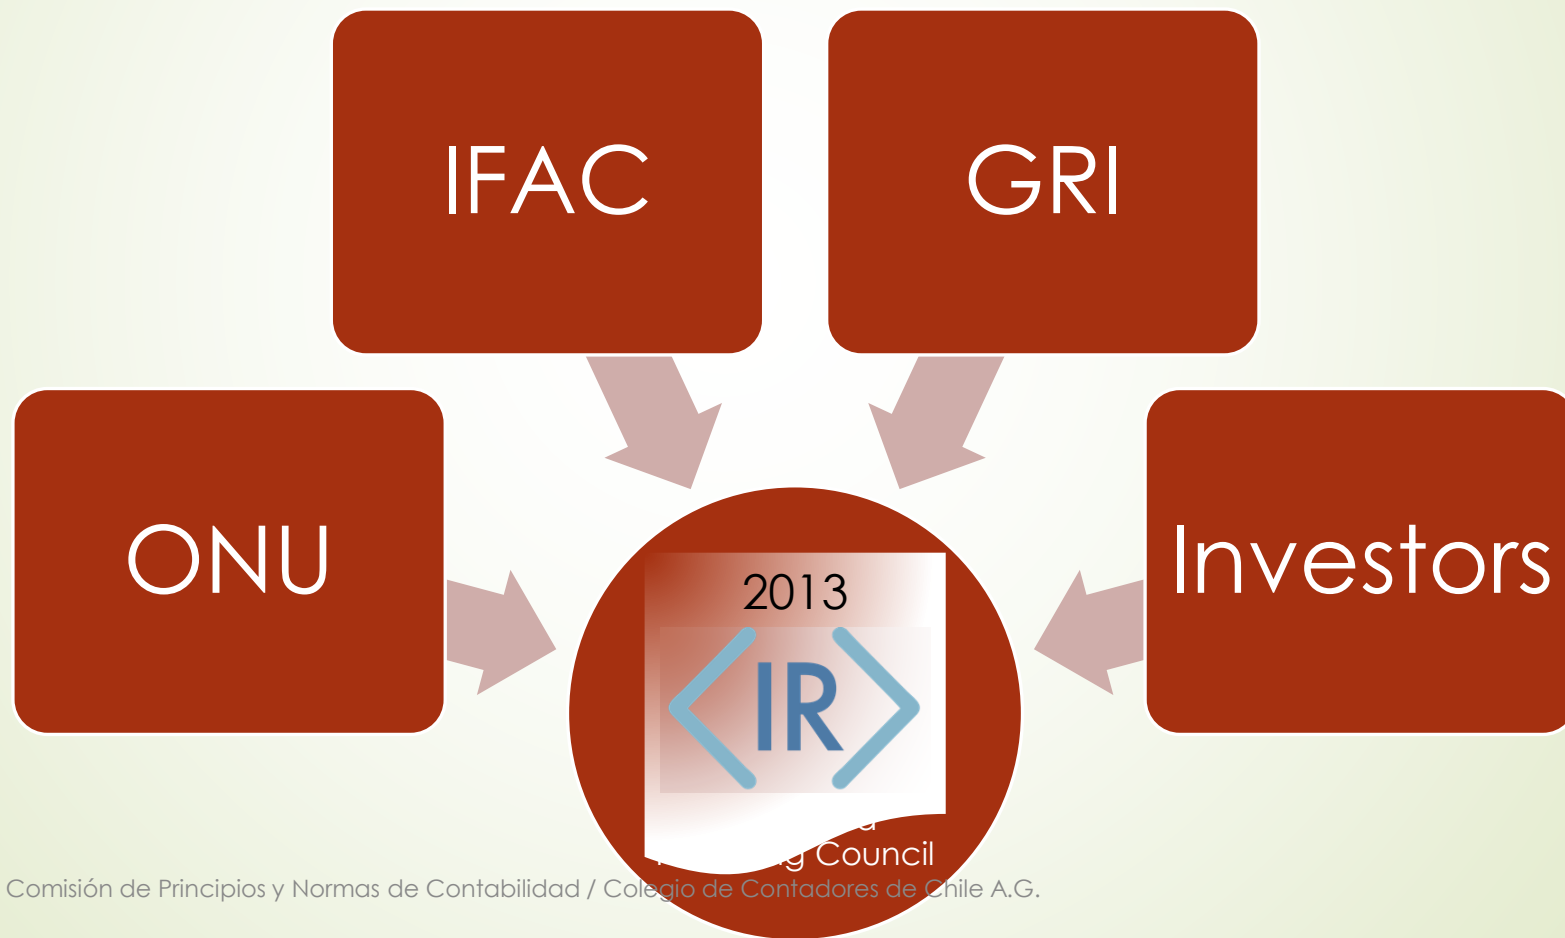 IFAC
GRI
ONU
Investors
2013
<IR>
Council
Comisión de Principios y Normas de Contabilidad / Colegio de Contadores de Chile A.G.